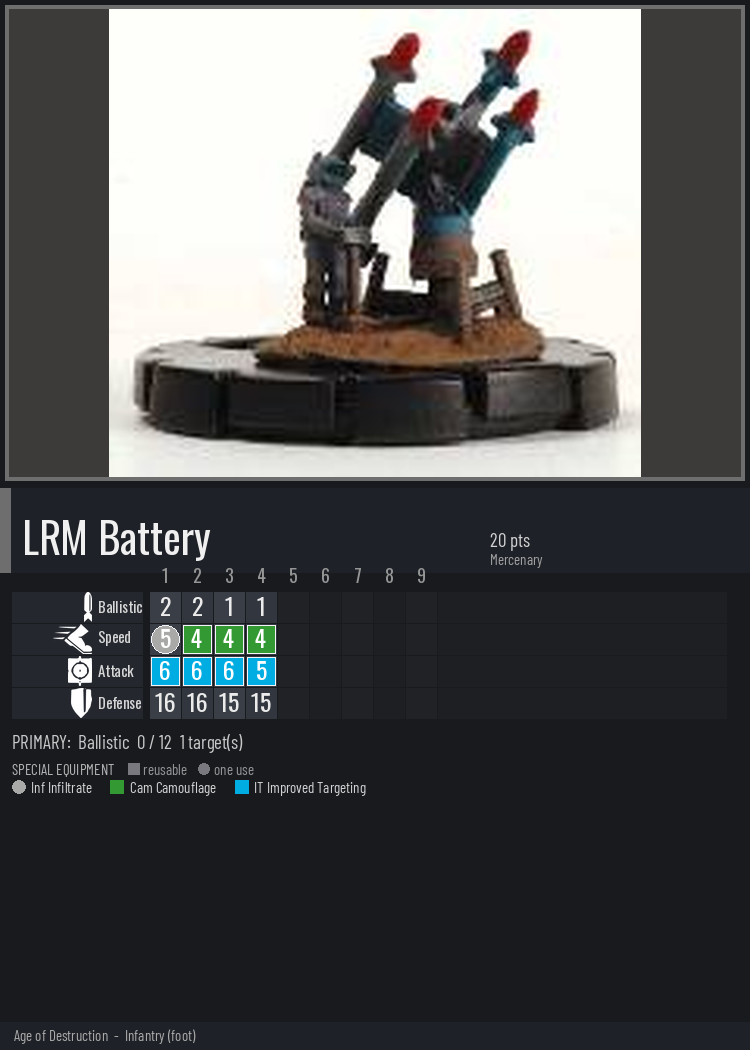 LRM Battery
20 pts
Mercenary
1 2 3 4 5 6 7 8 9
Ballistic 2 2 1 1
Speed 5 4 4 4
Attack 6 6 6 5
Defense 16 16 15 15
PRIMARY: Ballistic 0 / 12 1 target(s)
SPECIAL EQUIPMENT reusable one use
Inf Infiltrate Cam Camouflage IT Improved Targeting
Age of Destruction - Infantry (foot)